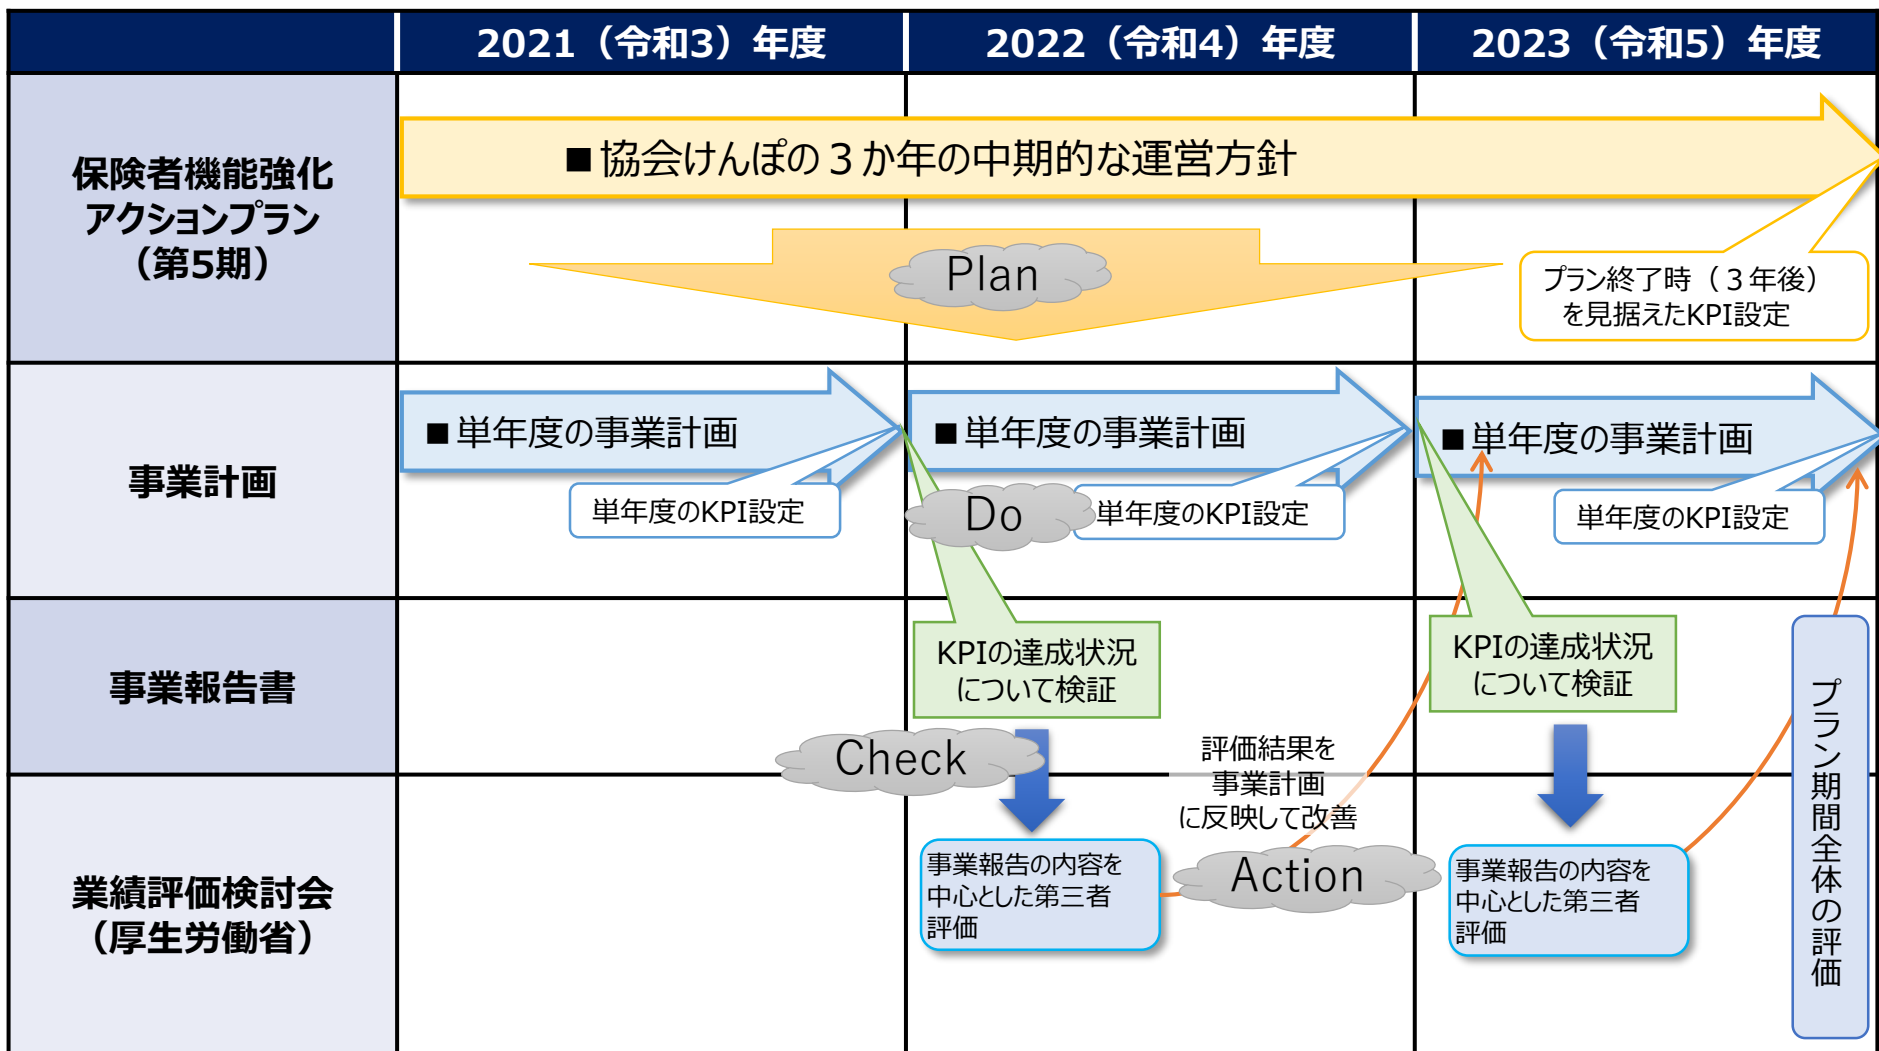 2021（令和3）年度
2022（令和4）年度
2023（令和5）年度
保険者機能強化
アクションプラン
（第5期）
■協会けんぽの３か年の中期的な運営方針
Plan
プラン終了時（３年後）
を見据えたKPI設定
事業計画
■単年度の事業計画
単年度のKPI設定
■単年度の事業計画
Do
単年度のKPI設定
■単年度の事業計画
単年度のKPI設定
事業報告書
KPIの達成状況
について検証
KPIの達成状況
について検証
Check
評価結果を
事業計画
に反映して改善
プラン期間全体の評価
業績評価検討会
（厚生労働省）
事業報告の内容を
中心とした第三者
評価
Action
事業報告の内容を
中心とした第三者
評価